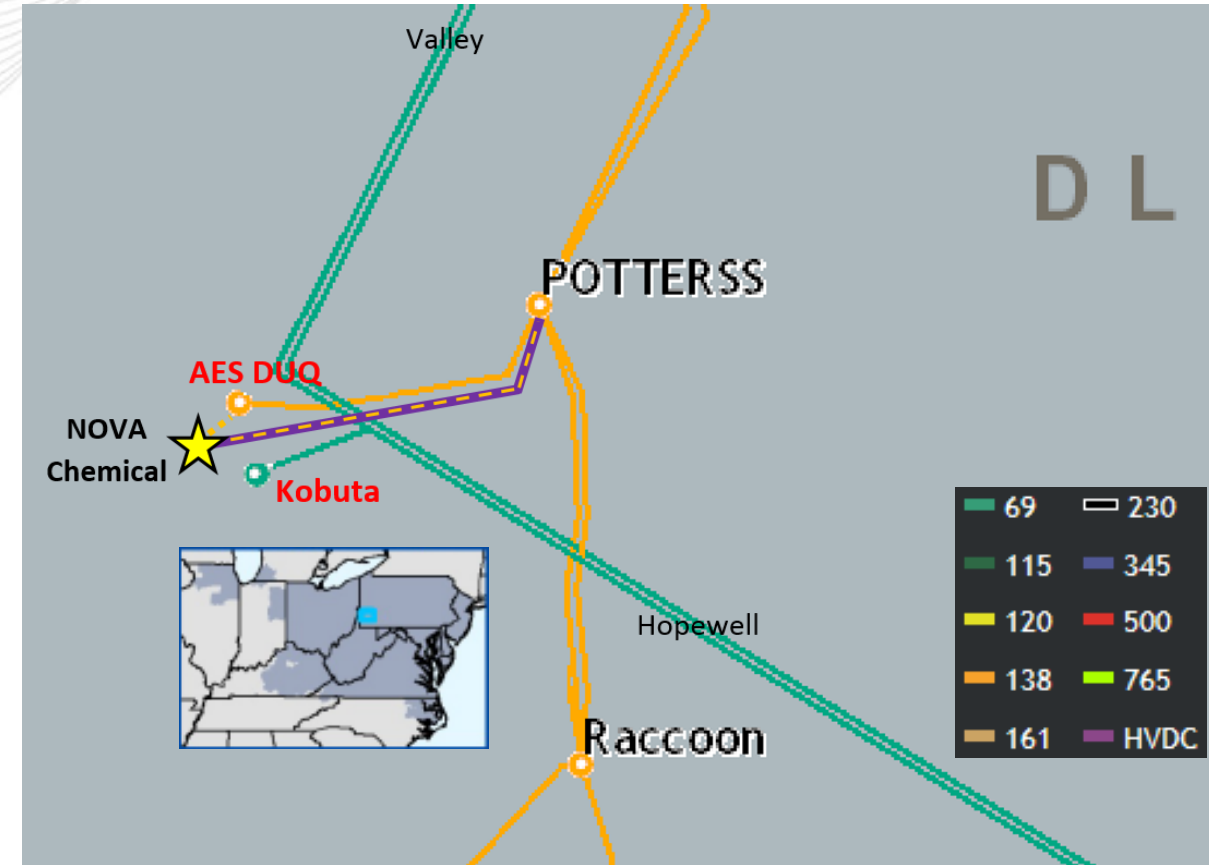 Valley
D L
POTTERSS
AES DUQ
NOVA
Chemical
Kobuta
69 230
115 345
120 500
138 765
161 HVDC
Hopewell
Raccoon